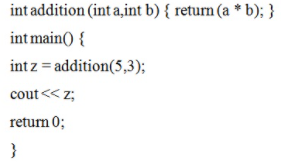 int addition (int a,int b) { return (a * b); }
int main() {
int z = addition(5,3);
cout<< z;
return 0;
}